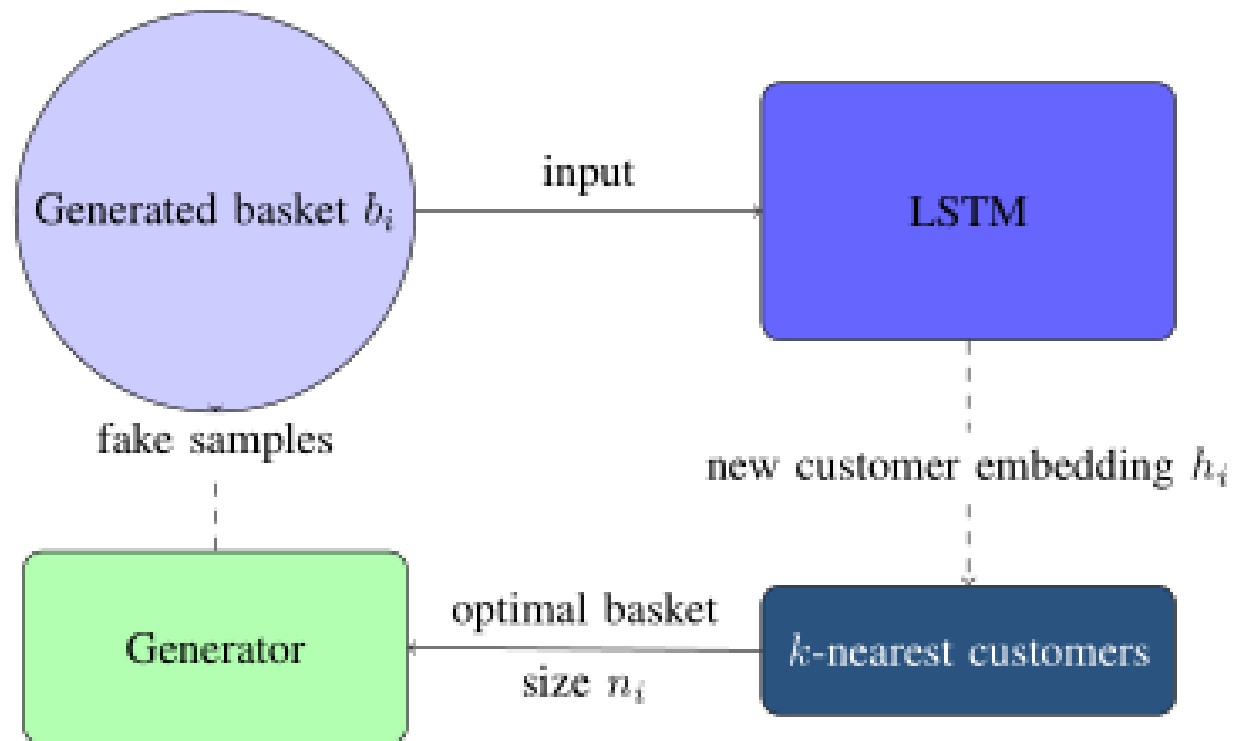 Generated basket b_i
input
LSTM
fake samples
new customer embedding h_i
Generator
optimal basket
size n_i
k-nearest customers